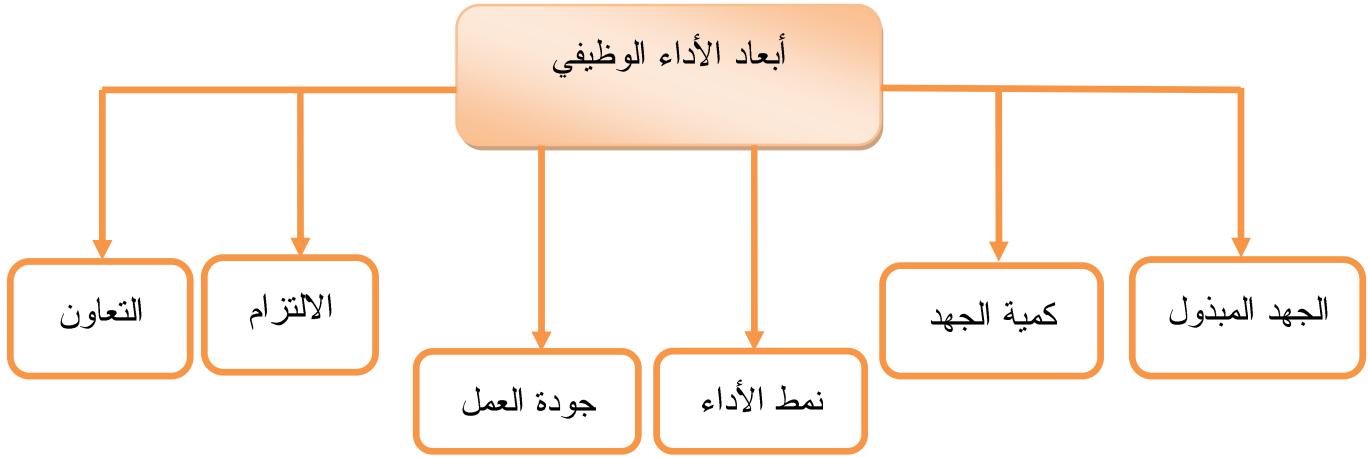 أبعاد الأداء الوظيفي
الجهد المبذول
كمية الجهد
نمط الأداء
جودة العمل
الالتزام
التعاون